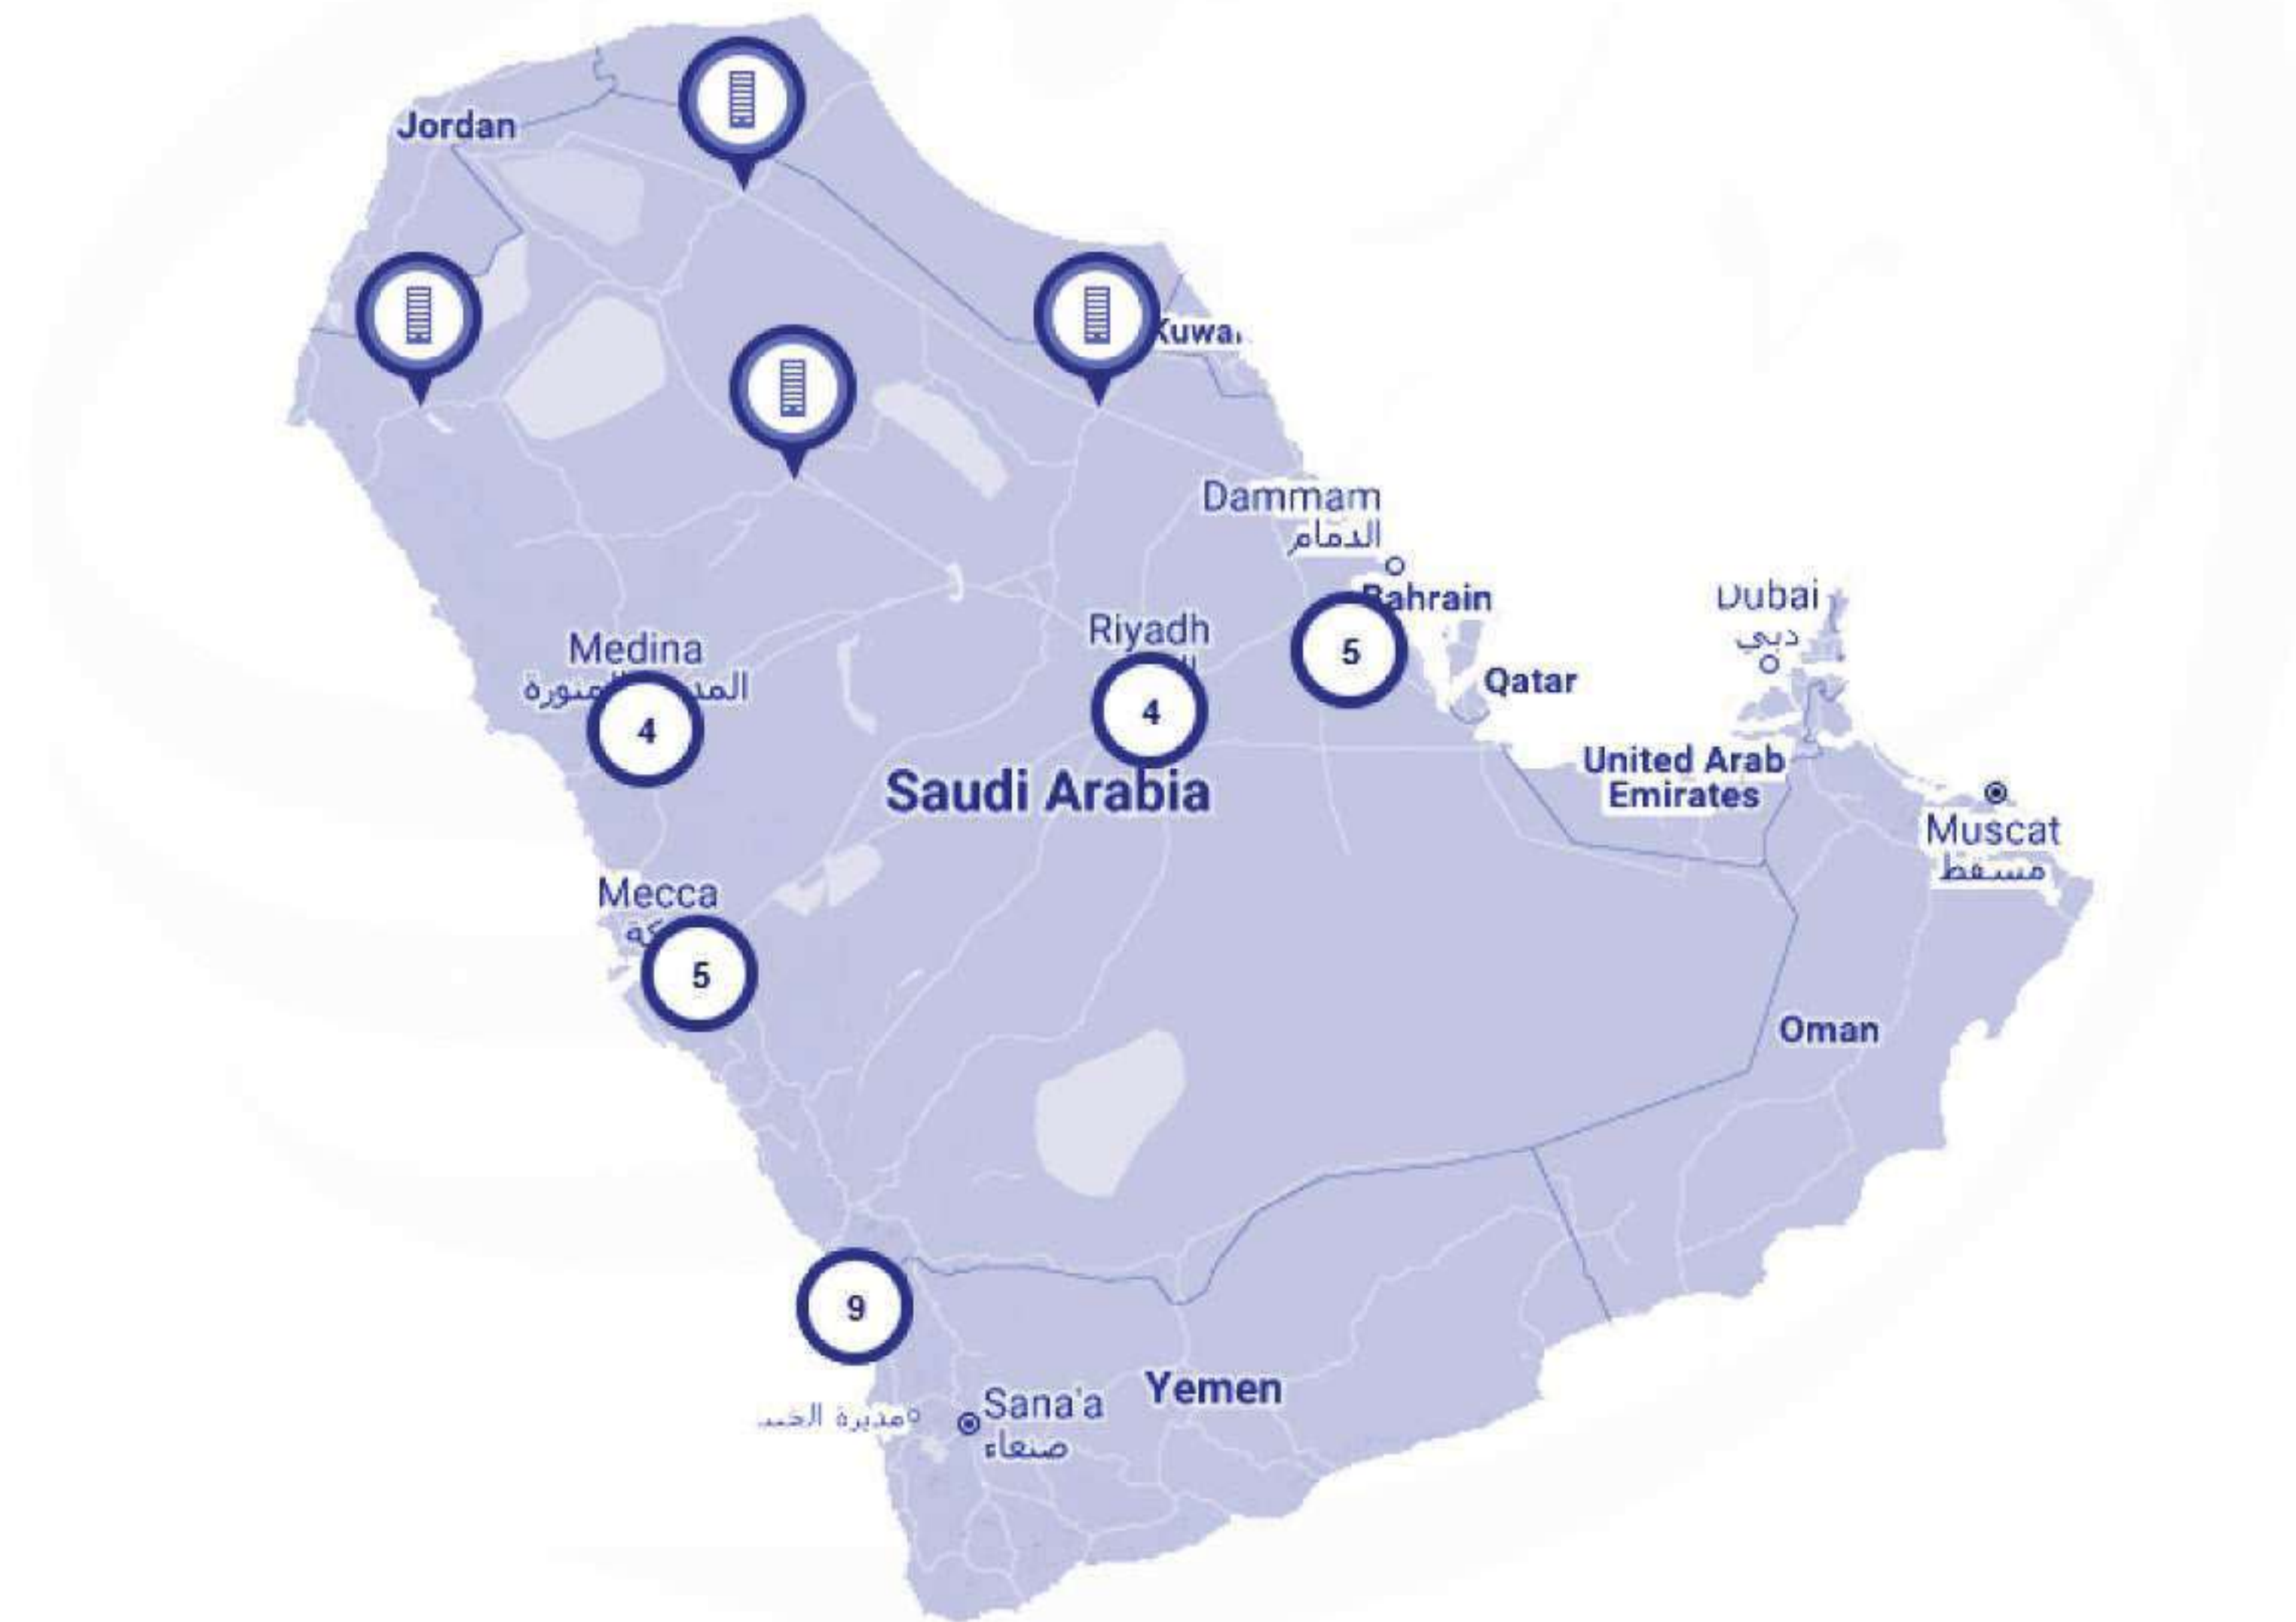 Jordan
Dammam
الدمام
Bahrain
Dubai
دبي
Medina
Riyadh
5
Qatar
4
4
Saudi Arabia
United Arab
Emirates
Muscat
مسقط
Mecca
5
Oman
9
Yemen
Sana'a
صنعاء